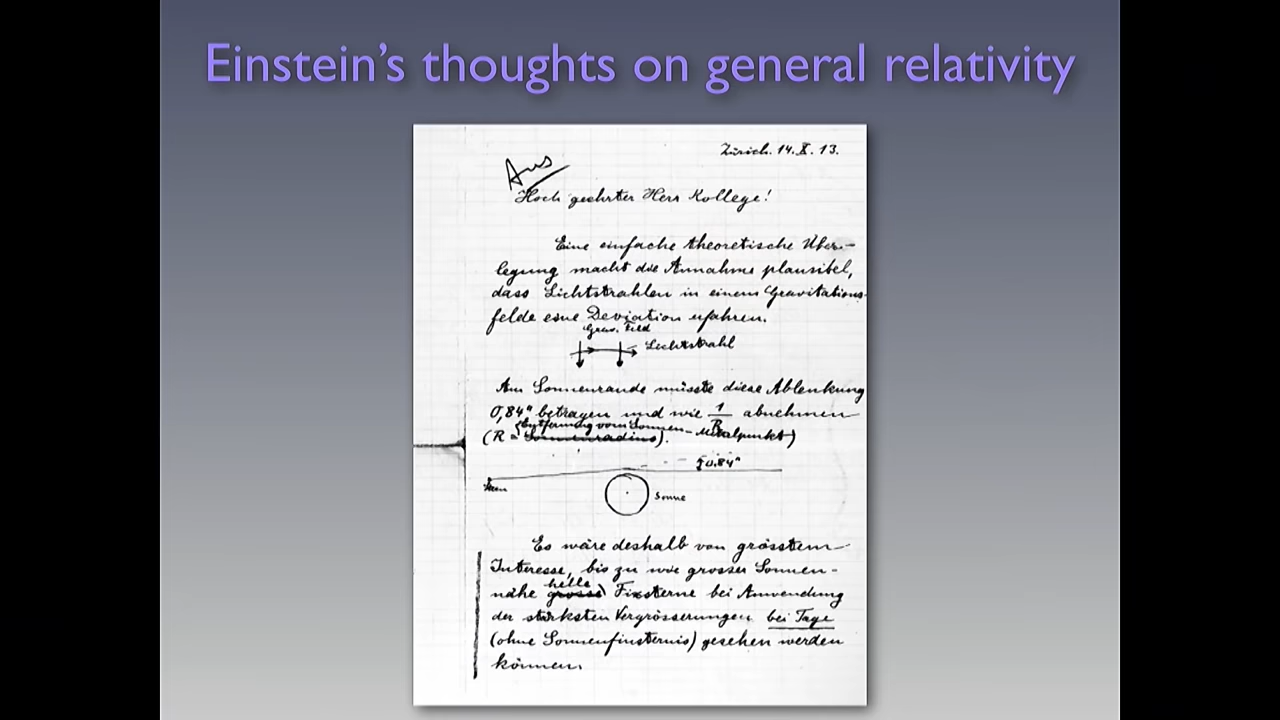 Einstein's thoughts on general relativity
Zürich. 14. X. 13.
Aus
Hoch geehrter Herr Kollege!
Eine einfache theoretische Über-
legung macht die Annahme plausibel,
dass Lichtstrahlen in einem Gravitations-
felde eine Deviation erfahren.
Grav. Feld
Lichtstrahl
Am Sonnenrande müsste diese Ablenkung
0,84" betragen und wie 1/R abnehmen
Entfernung vom Sonnen-Mittelpunkt)
(R = Sonnenradius).
0.84"
Stern
Sonne
Es wäre deshalb von grösstem
Interesse, bis zu wie grosser Sonnen-
helle
nähe grosse Fixsterne bei Anwendung
der stärksten Vergrösserungen bei Tage
(ohne Sonnenfinsternis) gesehen werden
können.